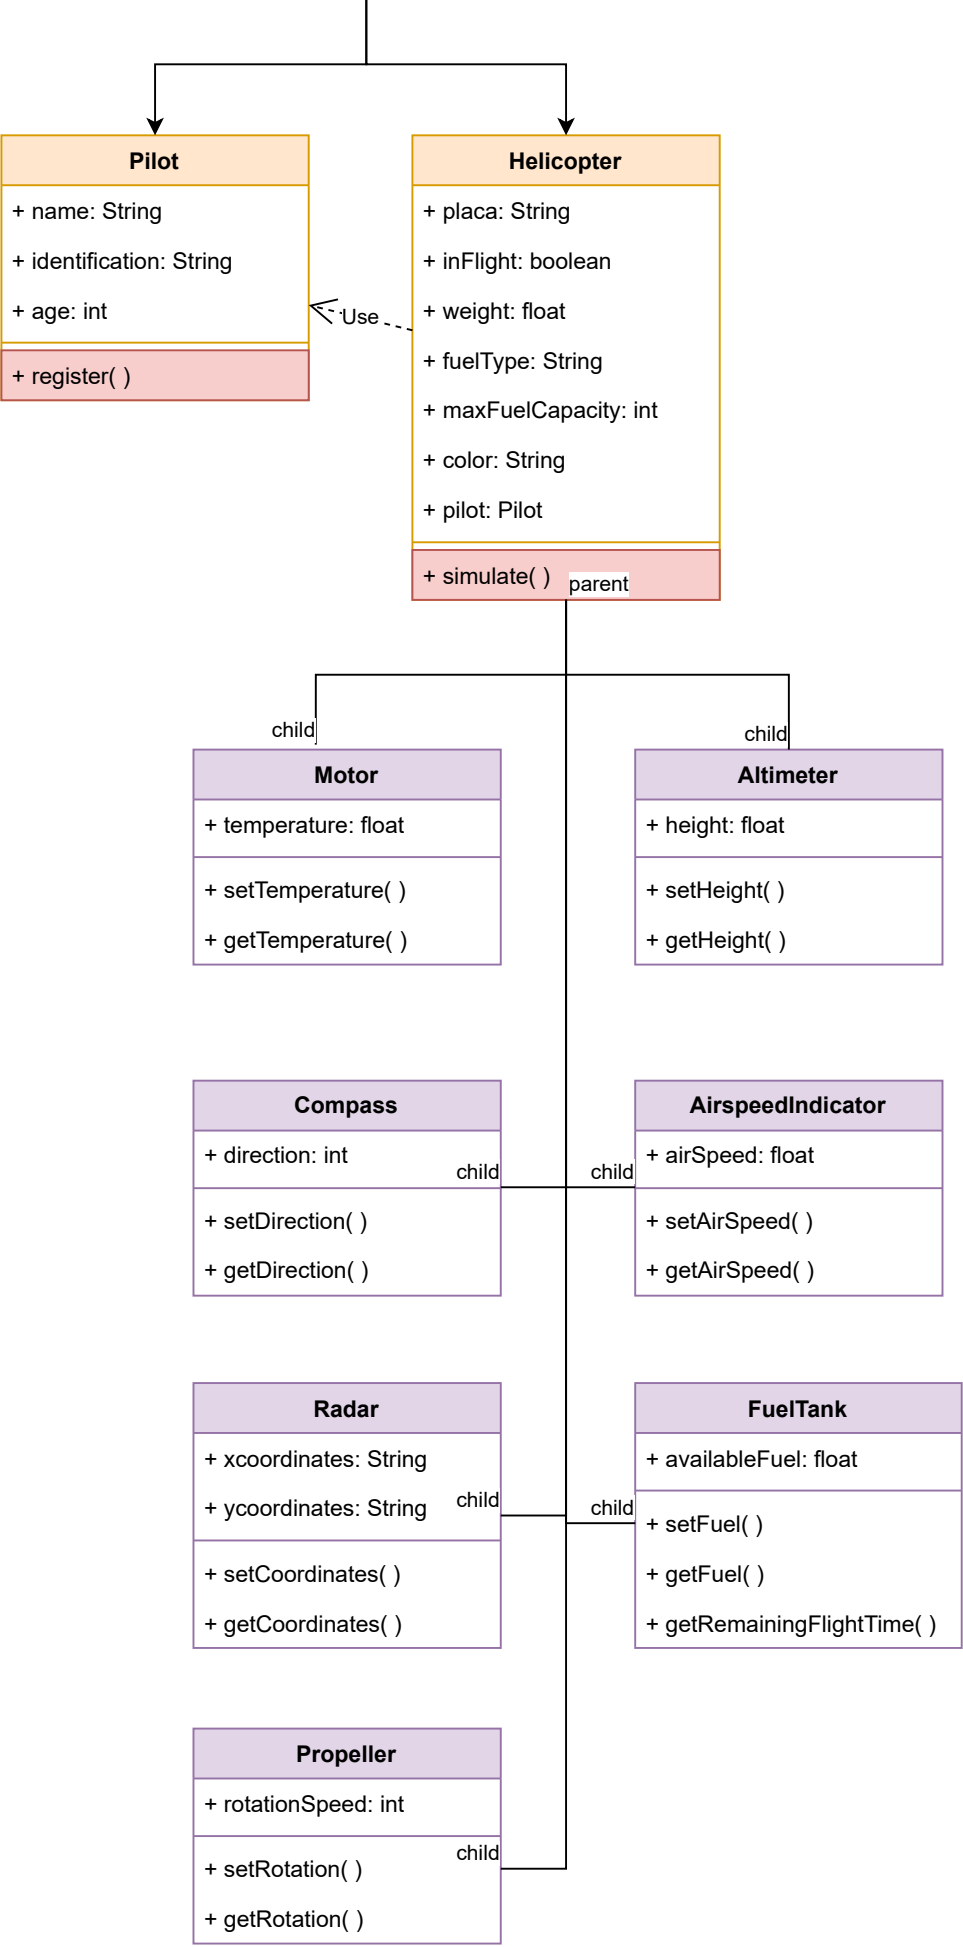 Pilot
+ name: String
+ identification: String
+ age: int
+ register( )
Use
Helicopter
+ placa: String
+ inFlight: boolean
+ weight: float
+ fuelType: String
+ maxFuelCapacity: int
+ color: String
+ pilot: Pilot
+ simulate( )
parent
child
Motor
+ temperature: float
+ setTemperature( )
+ getTemperature( )
child
Altimeter
+ height: float
+ setHeight( )
+ getHeight( )
Compass
+ direction: int
child
+ setDirection( )
+ getDirection( )
AirspeedIndicator
+ airSpeed: float
child
+ setAirSpeed( )
+ getAirSpeed( )
Radar
+ xcoordinates: String
+ ycoordinates: String
child
+ setCoordinates( )
+ getCoordinates( )
FuelTank
+ availableFuel: float
child
+ setFuel( )
+ getFuel( )
+ getRemainingFlightTime( )
Propeller
+ rotationSpeed: int
child
+ setRotation( )
+ getRotation( )